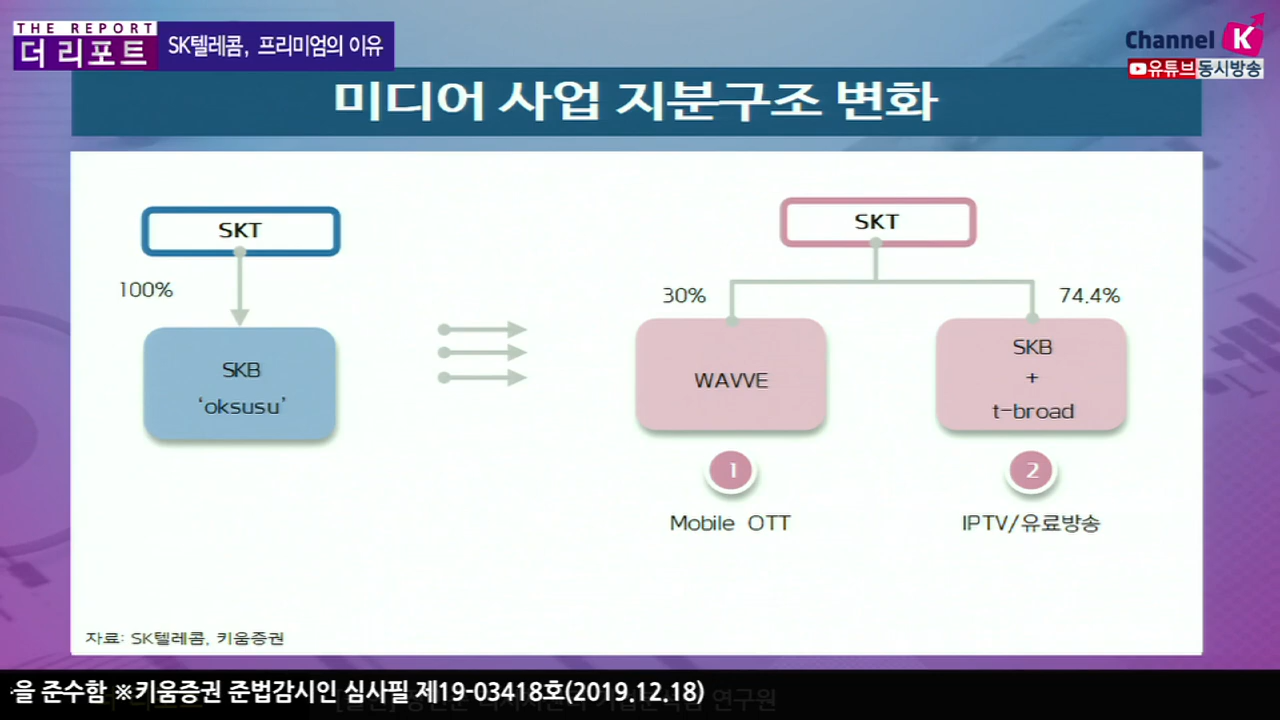 THE REPORT
더 리포트
SK텔레콤, 프리미엄의 이유
Channel K
유튜브 동시방송
미디어 사업 지분구조 변화
SKT
100%
SKB
‘oksusu’
SKT
30%
74.4%
WAVVE
SKB
+
t-broad
1
2
Mobile OTT
IPTV/유료방송
자료: SK텔레콤, 키움증권
을 준수함 ※키움증권 준법감시인 심사필 제19-03418호(2019.12.18)
연구원